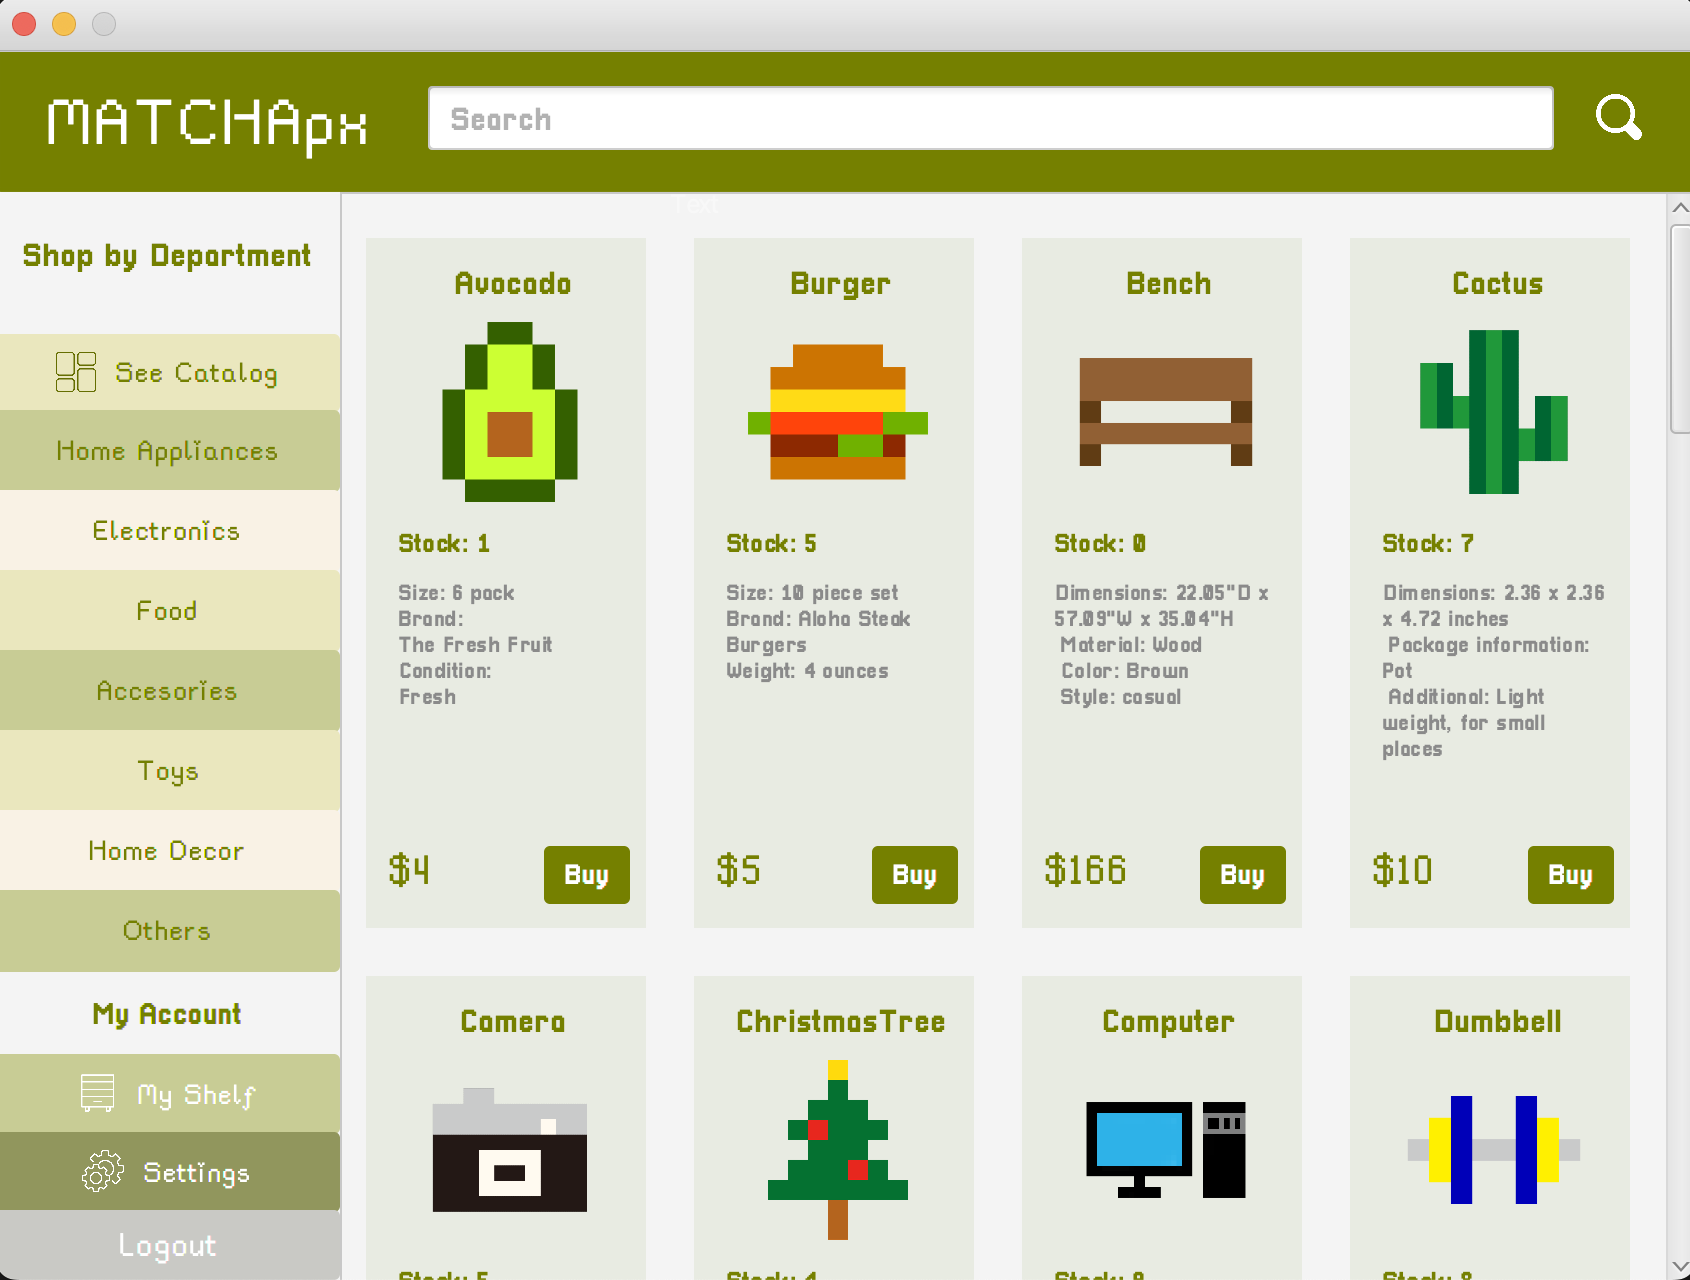 MATCHApx
Search
Text
Shop by Department
See Catalog
Home Appliances
Electronics
Food
Accesories
Toys
Home Decor
Others
My Account
My Shelf
Settings
Logout
Avocado
Stock: 1
Size: 6 pack
Brand:
The Fresh Fruit
Condition:
Fresh
$4
Buy
Burger
Stock: 5
Size: 10 piece set
Brand: Aloha Steak
Burgers
Weight: 4 ounces
$5
Buy
Bench
Stock: 0
Dimensions: 22.05"D x
57.09"W x 35.04"H
Material: Wood
Color: Brown
Style: casual
$166
Buy
Cactus
Stock: 7
Dimensions: 2.36 x 2.36
x 4.72 inches
Package information:
Pot
Additional: Light
weight, for small
places
$10
Buy
Camera
ChristmasTree
Computer
Dumbbell